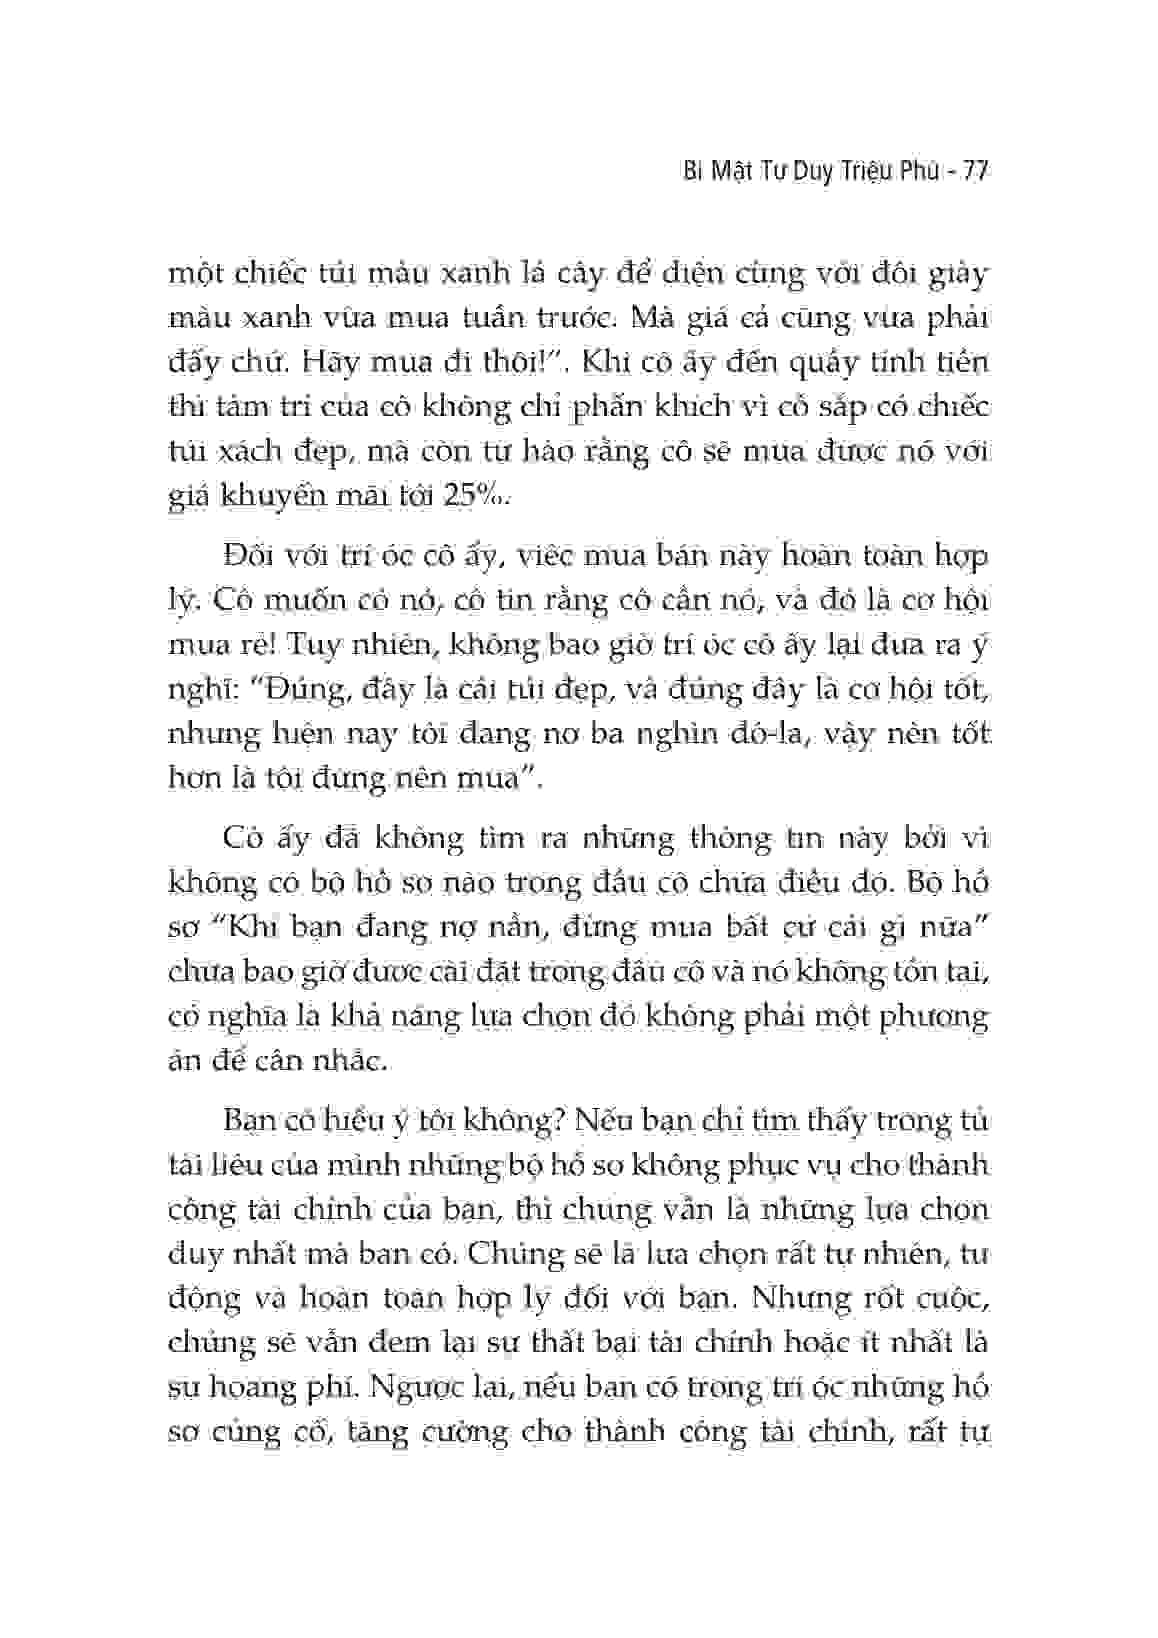 Bí Mật Tư Duy Triệu Phú - 77
một chiếc túi màu xanh lá cây để diện cùng với đôi giày
màu xanh vừa mua tuần trước. Mà giá cả cũng vừa phải
đấy chứ. Hãy mua đi thôi!”. Khi cô ấy đến quầy tính tiền
thì tâm trí của cô không chỉ phấn khích vì cô sắp có chiếc
túi xách đẹp, mà còn tự hào rằng cô sẽ mua được nó với
giá khuyến mãi tới 25%.
Đối với trí óc cô ấy, việc mua bán này hoàn toàn hợp
lý. Cô muốn có nó, cô tin rằng cô cần nó, và đó là cơ hội
mua rẻ! Tuy nhiên, không bao giờ trí óc cô ấy lại đưa ra ý
nghĩ: “Đúng, đây là cái túi đẹp, và đúng đây là cơ hội tốt,
nhưng hiện nay tôi đang nợ ba nghìn đô-la, vậy nên tốt
hơn là tôi đừng nên mua”.
Cô ấy đã không tìm ra những thông tin này bởi vì
không có bộ hồ sơ nào trong đầu cô chứa điều đó. Bộ hồ
sơ “Khi bạn đang nợ nần, đừng mua bất cứ cái gì nữa”
chưa bao giờ được cài đặt trong đầu cô và nó không tồn tại,
có nghĩa là khả năng lựa chọn đó không phải một phương
án để cân nhắc.
Bạn có hiểu ý tôi không? Nếu bạn chỉ tìm thấy trong tủ
tài liệu của mình những bộ hồ sơ không phục vụ cho thành
công tài chính của bạn, thì chúng vẫn là những lựa chọn
duy nhất mà bạn có. Chúng sẽ là lựa chọn rất tự nhiên, tự
động và hoàn toàn hợp lý đối với bạn. Nhưng rốt cuộc,
chúng sẽ vẫn đem lại sự thất bại tài chính hoặc ít nhất là
sự hoang phí. Ngược lại, nếu bạn có trong trí óc những hồ
sơ củng cố, tăng cường cho thành công tài chính, rất tự